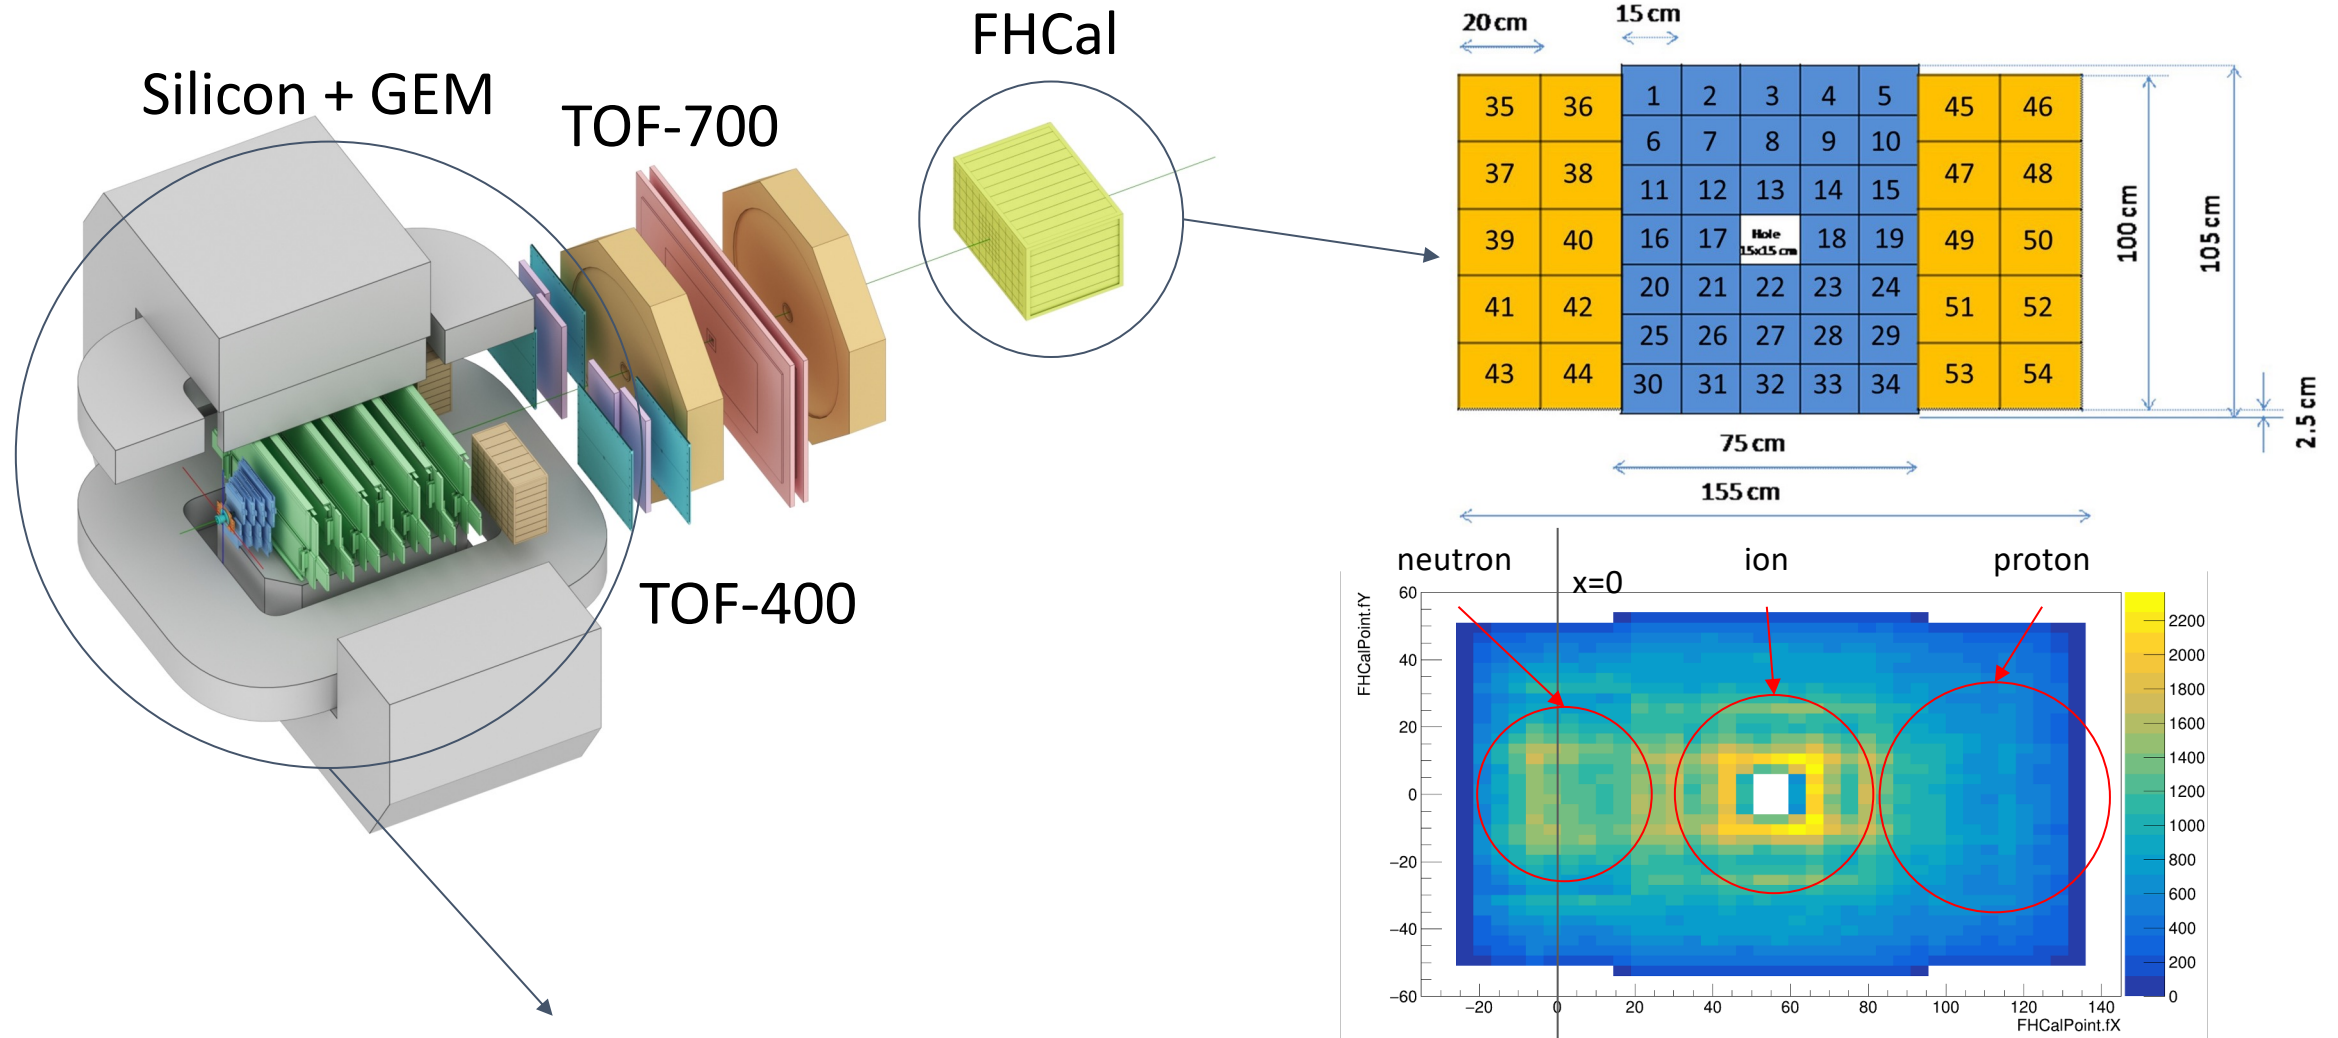 Silicon + GEM
TOF-700
FHCal
TOF-400
20 cm
15 cm
35 36 1 2 3 4 5 45 46
6 7 8 9 10
37 38 11 12 13 14 15 47 48
39 40 16 17 Hole 18 19 49 50
15x15 cm
20 21 22 23 24
41 42 25 26 27 28 29 51 52
43 44 30 31 32 33 34 53 54
100 cm
105 cm
2.5 cm
75 cm
155 cm
neutron ion proton
x=0
FHCalPoint.fY
60
40
20
0
−20
−40
−60
−20 0 20 40 60 80 100 120 140
FHCalPoint.fX
2200
2000
1800
1600
1400
1200
1000
800
600
400
200
0